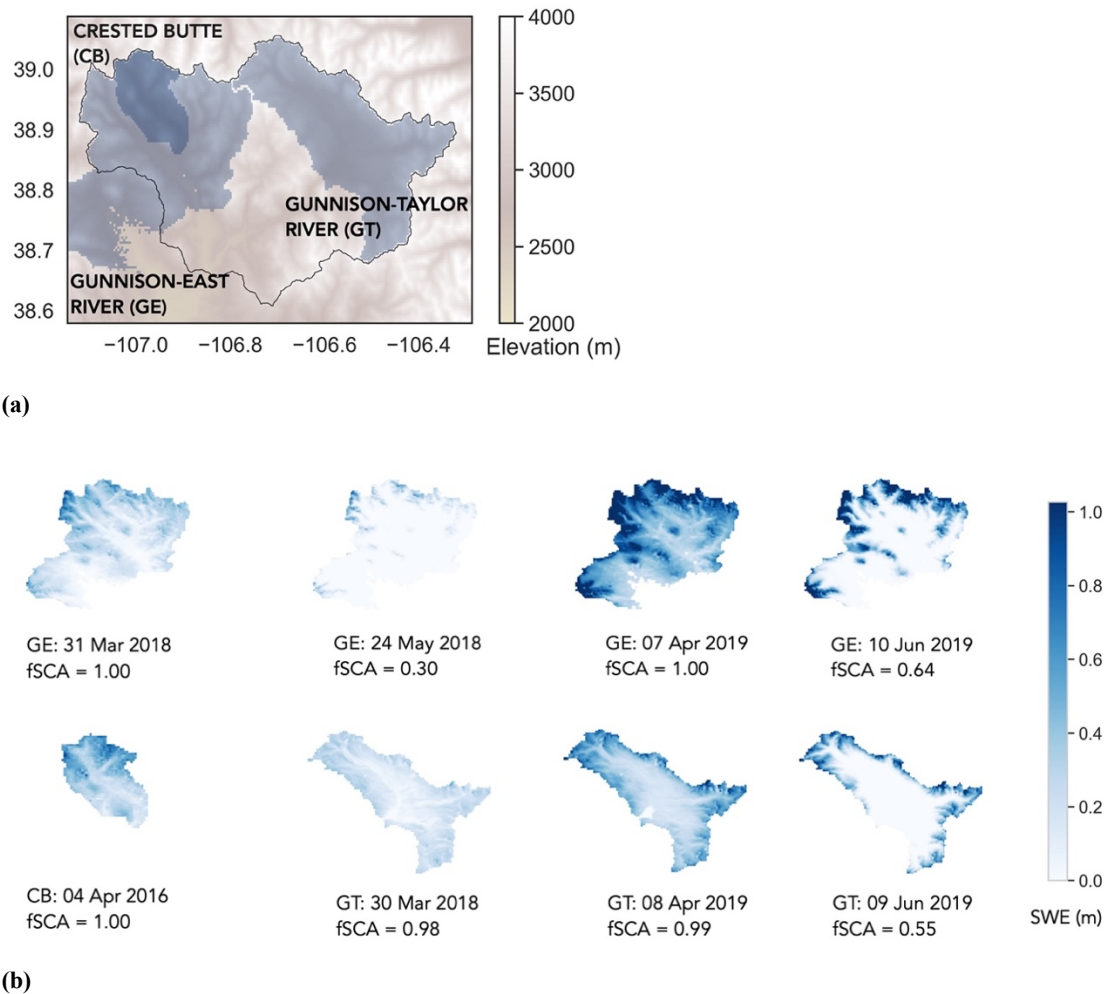 CRESTED BUTTE
(CB)
39.0
38.9
38.8
38.7
38.6
GUNNISON-TAYLOR
RIVER (GT)
GUNNISON-EAST
RIVER (GE)
−107.0 −106.8 −106.6 −106.4
4000
3500
3000
2500
2000
Elevation (m)
(a)
GE: 31 Mar 2018
fSCA = 1.00
GE: 24 May 2018
fSCA = 0.30
GE: 07 Apr 2019
fSCA = 1.00
GE: 10 Jun 2019
fSCA = 0.64
CB: 04 Apr 2016
fSCA = 1.00
GT: 30 Mar 2018
fSCA = 0.98
GT: 08 Apr 2019
fSCA = 0.99
GT: 09 Jun 2019
fSCA = 0.55
1.0
0.8
0.6
0.4
0.2
0.0
SWE (m)
(b)